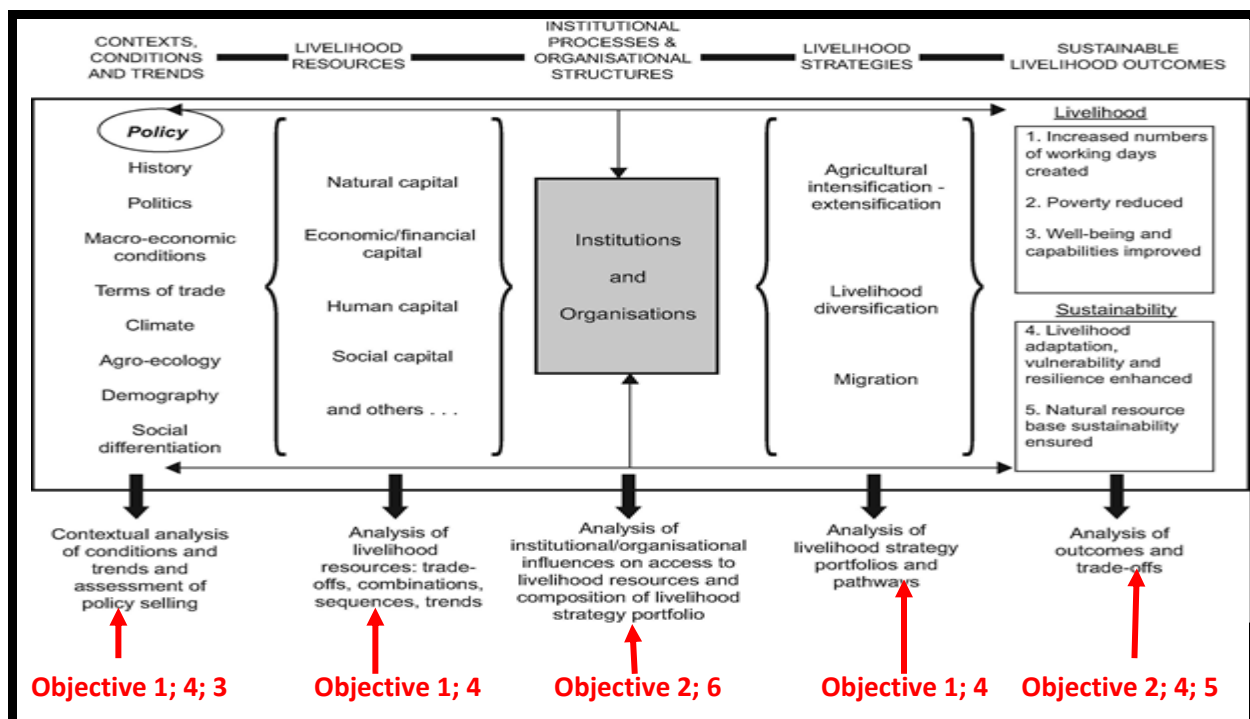 CONTEXTS,
CONDITIONS
AND TRENDS
LIVELIHOOD
RESOURCES
INSTITUTIONAL
PROCESSES &
ORGANISATIONAL
STRUCTURES
LIVELIHOOD
STRATEGIES
SUSTAINABLE
LIVELIHOOD OUTCOMES
Policy
History
Politics
Macro-economic
conditions
Terms of trade
Climate
Agro-ecology
Demography
Social
differentiation
Natural capital
Economic/financial
capital
Human capital
Social capital
and others . . .
Institutions
and
Organisations
Agricultural
intensification -
extensification
Livelihood
diversification
Migration
Livelihood
1. Increased numbers
of working days
created
2. Poverty reduced
3. Well-being and
capabilities improved
Sustainability
4. Livelihood
adaptation,
vulnerability and
resilience enhanced
5. Natural resource
base sustainability
ensured
Contextual analysis
of conditions and
trends and
assessment of
policy selling
Analysis of
livelihood
resources: trade-
offs, combinations,
sequences, trends
Analysis of
institutional/organisational
influences on access to
livelihood resources and
composition of livelihood
strategy portfolio
Analysis of
livelihood strategy
portfolios and
pathways
Analysis of
outcomes and
trade-offs
Objective 1; 4; 3
Objective 1; 4
Objective 2; 6
Objective 1; 4
Objective 2; 4; 5